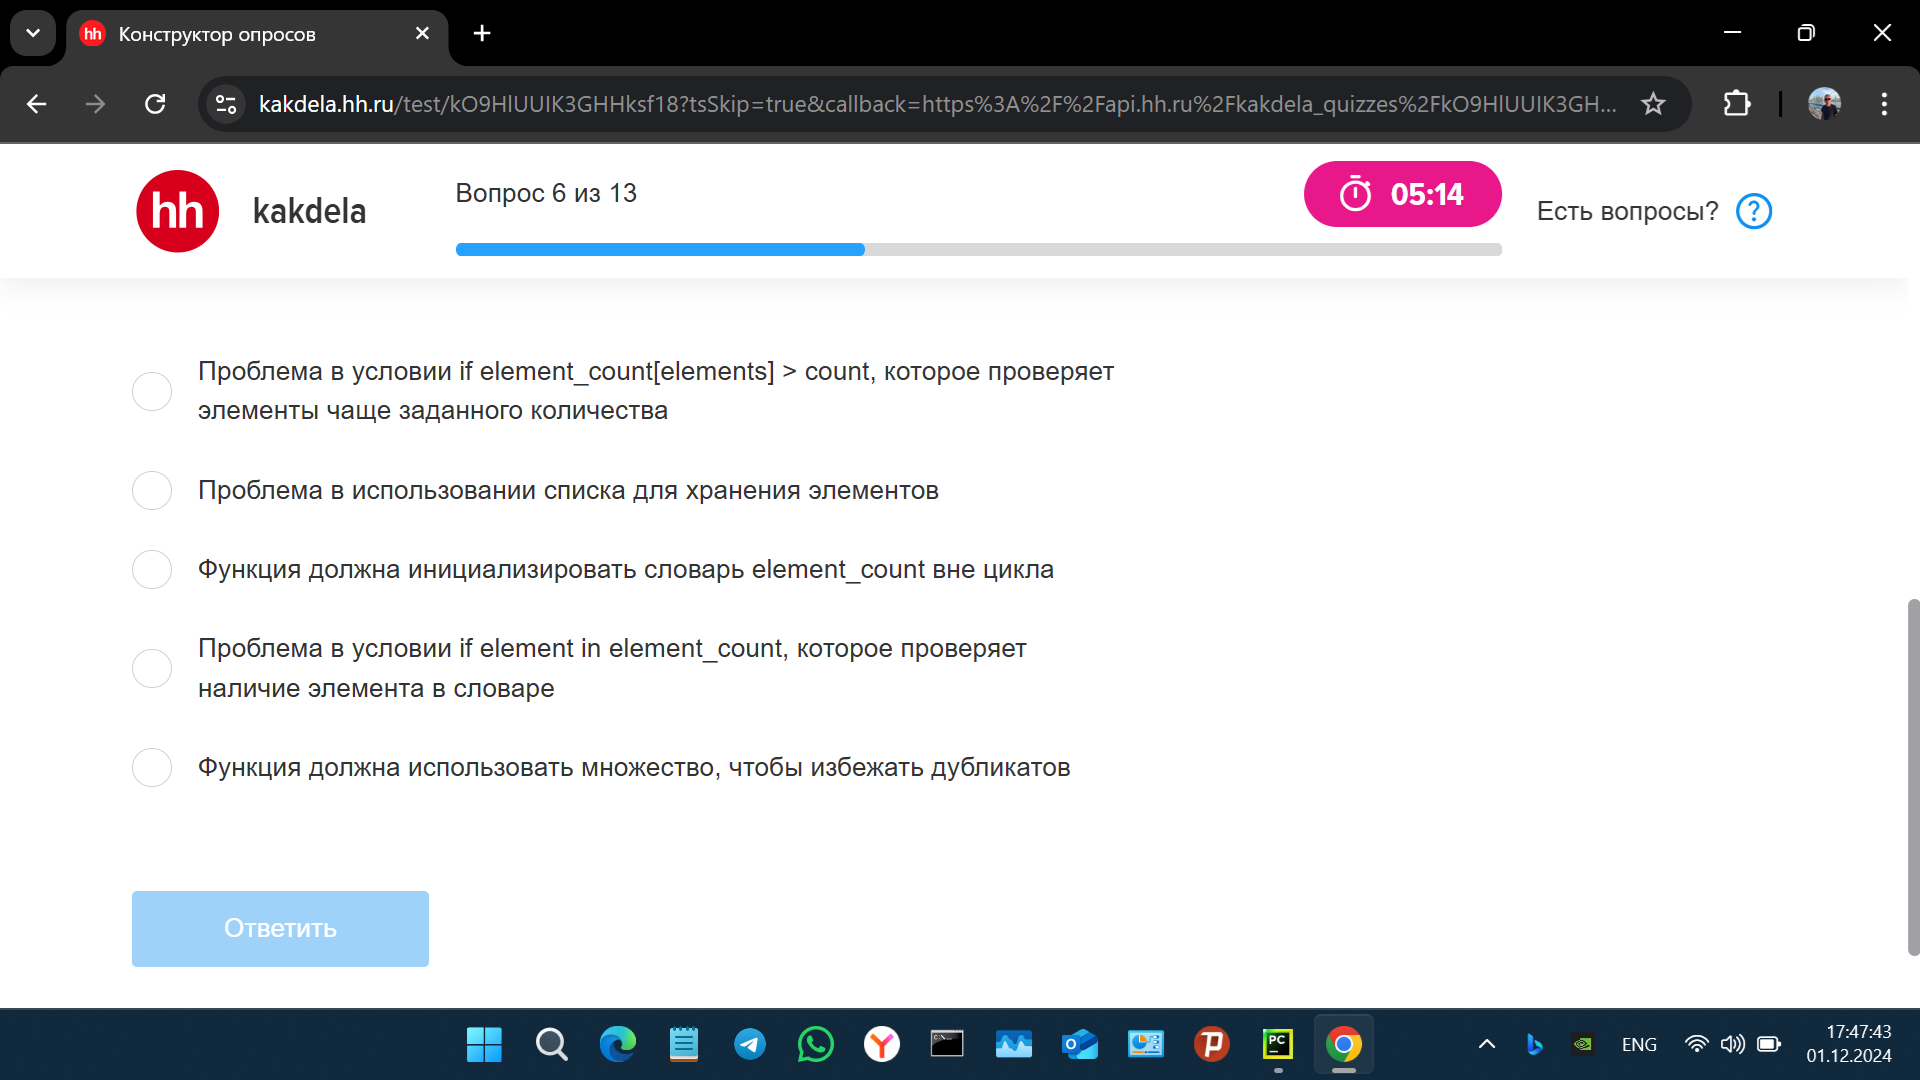 Конструктор опросов
kakdela.hh.ru/test/kO9HlUUIK3GHHksf18?tsSkip=true&callback=https%3A%2F%2Fapi.hh.ru%2Fkakdela_quizzes%2FkO9HlUUIK3GH...
hh kakdela
Вопрос 6 из 13
05:14
Есть вопросы? ?
Проблема в условии if element_count[elements] > count, которое проверяет
элементы чаще заданного количества
Проблема в использовании списка для хранения элементов
Функция должна инициализировать словарь element_count вне цикла
Проблема в условии if element in element_count, которое проверяет
наличие элемента в словаре
Функция должна использовать множество, чтобы избежать дубликатов
Ответить
ENG
17:47:43
01.12.2024